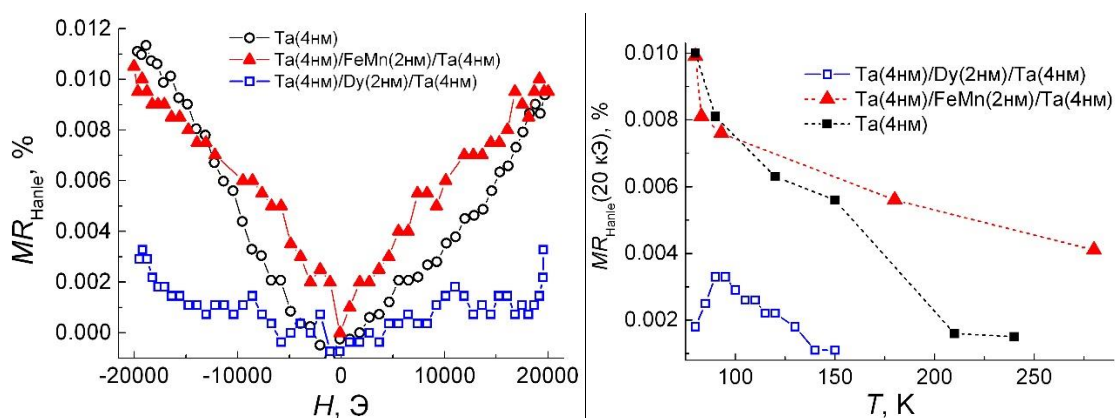 0.012
0.010
0.008
0.006
0.004
0.002
0.000
MR_Hanle, %
Ta(4нм)
Ta(4нм)/FeMn(2нм)/Ta(4нм)
Ta(4нм)/Dy(2нм)/Ta(4нм)
-20000 -10000 0 10000 20000
H, Э
0.010
0.008
0.006
0.004
0.002
MR_Hanle(20 кЭ), %
Ta(4нм)/Dy(2нм)/Ta(4нм)
Ta(4нм)/FeMn(2нм)/Ta(4нм)
Ta(4нм)
100 150 200 250
T, K